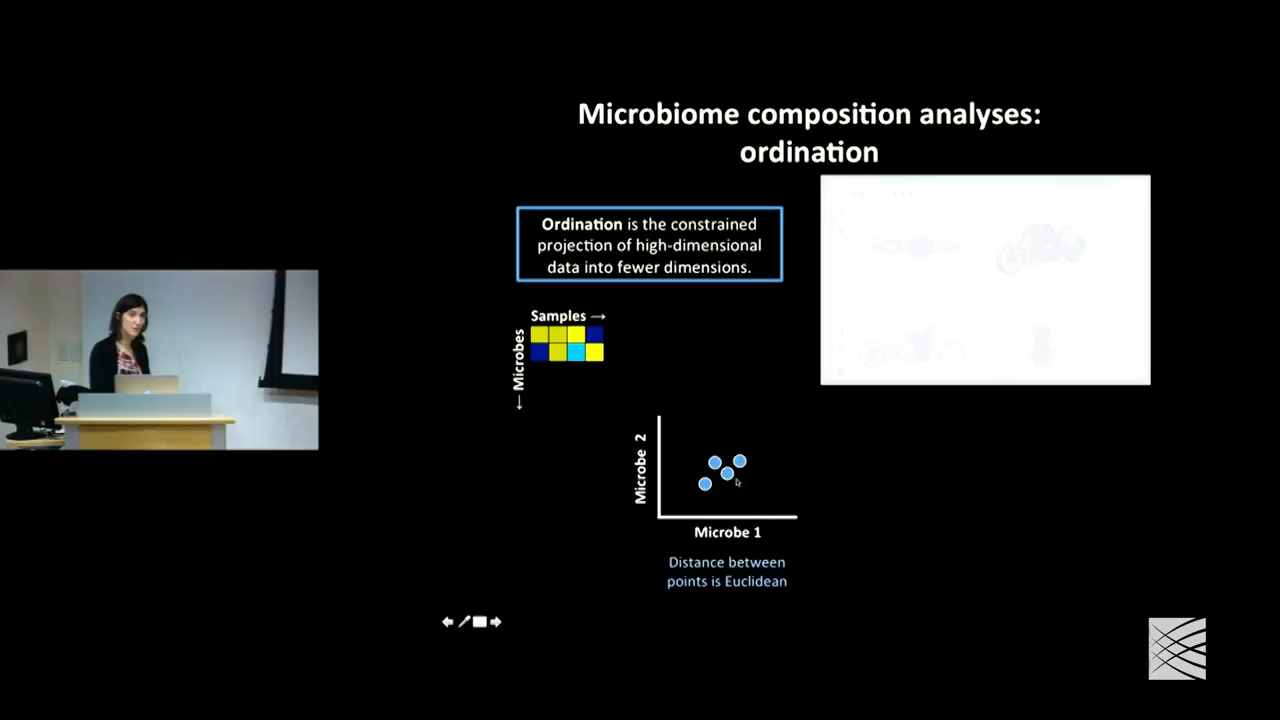 Microbiome composition analyses:
ordination
Ordination is the constrained
projection of high-dimensional
data into fewer dimensions.
Samples →
← Microbes
Microbe 2
Microbe 1
Distance between
points is Euclidean